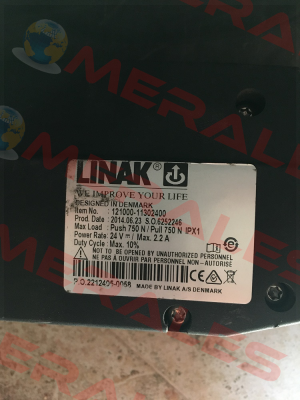 LINAK
WE IMPROVE YOUR LIFE
DESIGNED IN DENMARK
Item No. : 121000-11302400
Prod. Date : 2014.06.23 S.O.6252246
Max Load : Push 750 N / Pull 750 N IPX1
Power Rate : 24 V Max. 2.2 A
Duty Cycle : Max. 10%
NOT TO BE OPENED BY UNAUTHORIZED PERSONNEL
NE PAS OUVRIR PAR PERSONNEL NON - AUTORISE
P.O.2212405-0068 MADE BY LINAK A/S DENMARK
MERALES